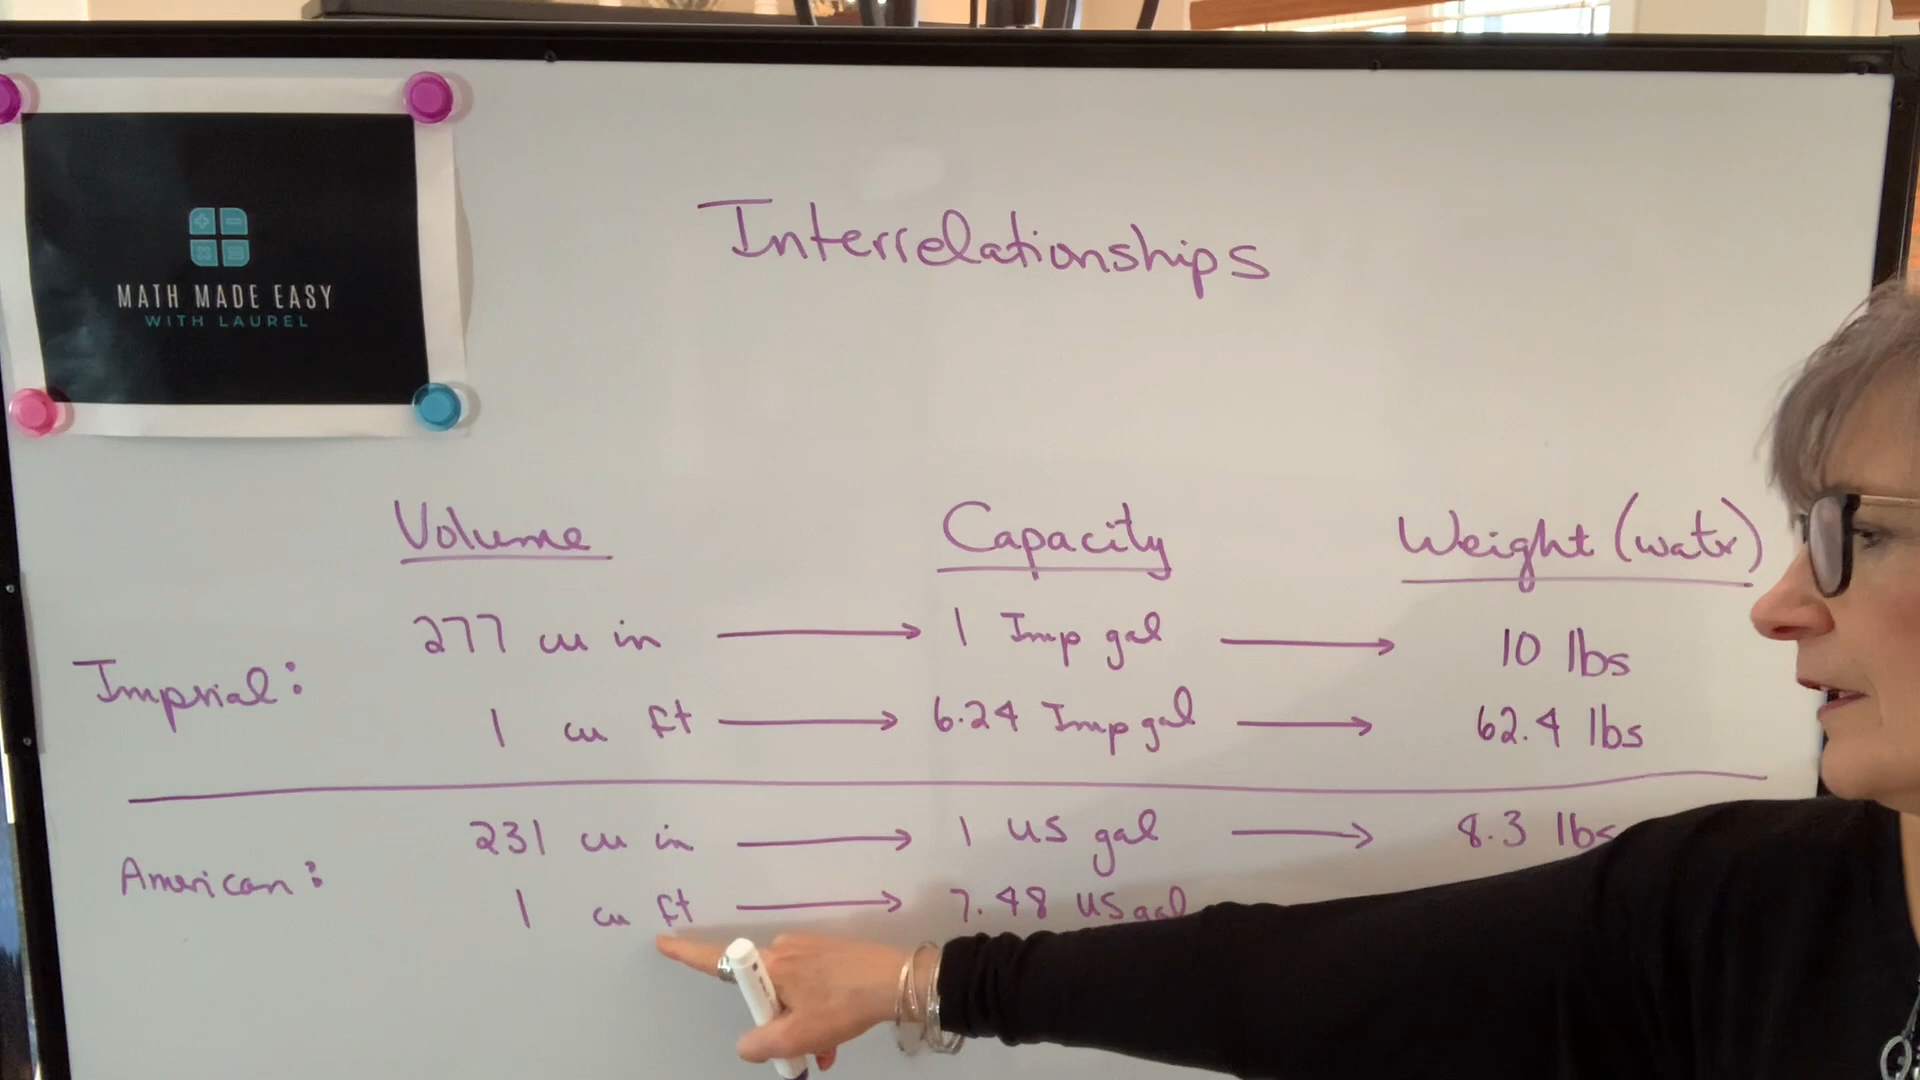 MATH MADE EASY
WITH LAUREL
Interrelationships
Volume Capacity Weight (water)
Imperial:
277 cu in → 1 Imp gal → 10 lbs
1 cu ft → 6.24 Imp gal → 62.4 lbs
American:
231 cu in → 1 US gal → 8.3 lbs
1 cu ft → 7.48 US gal